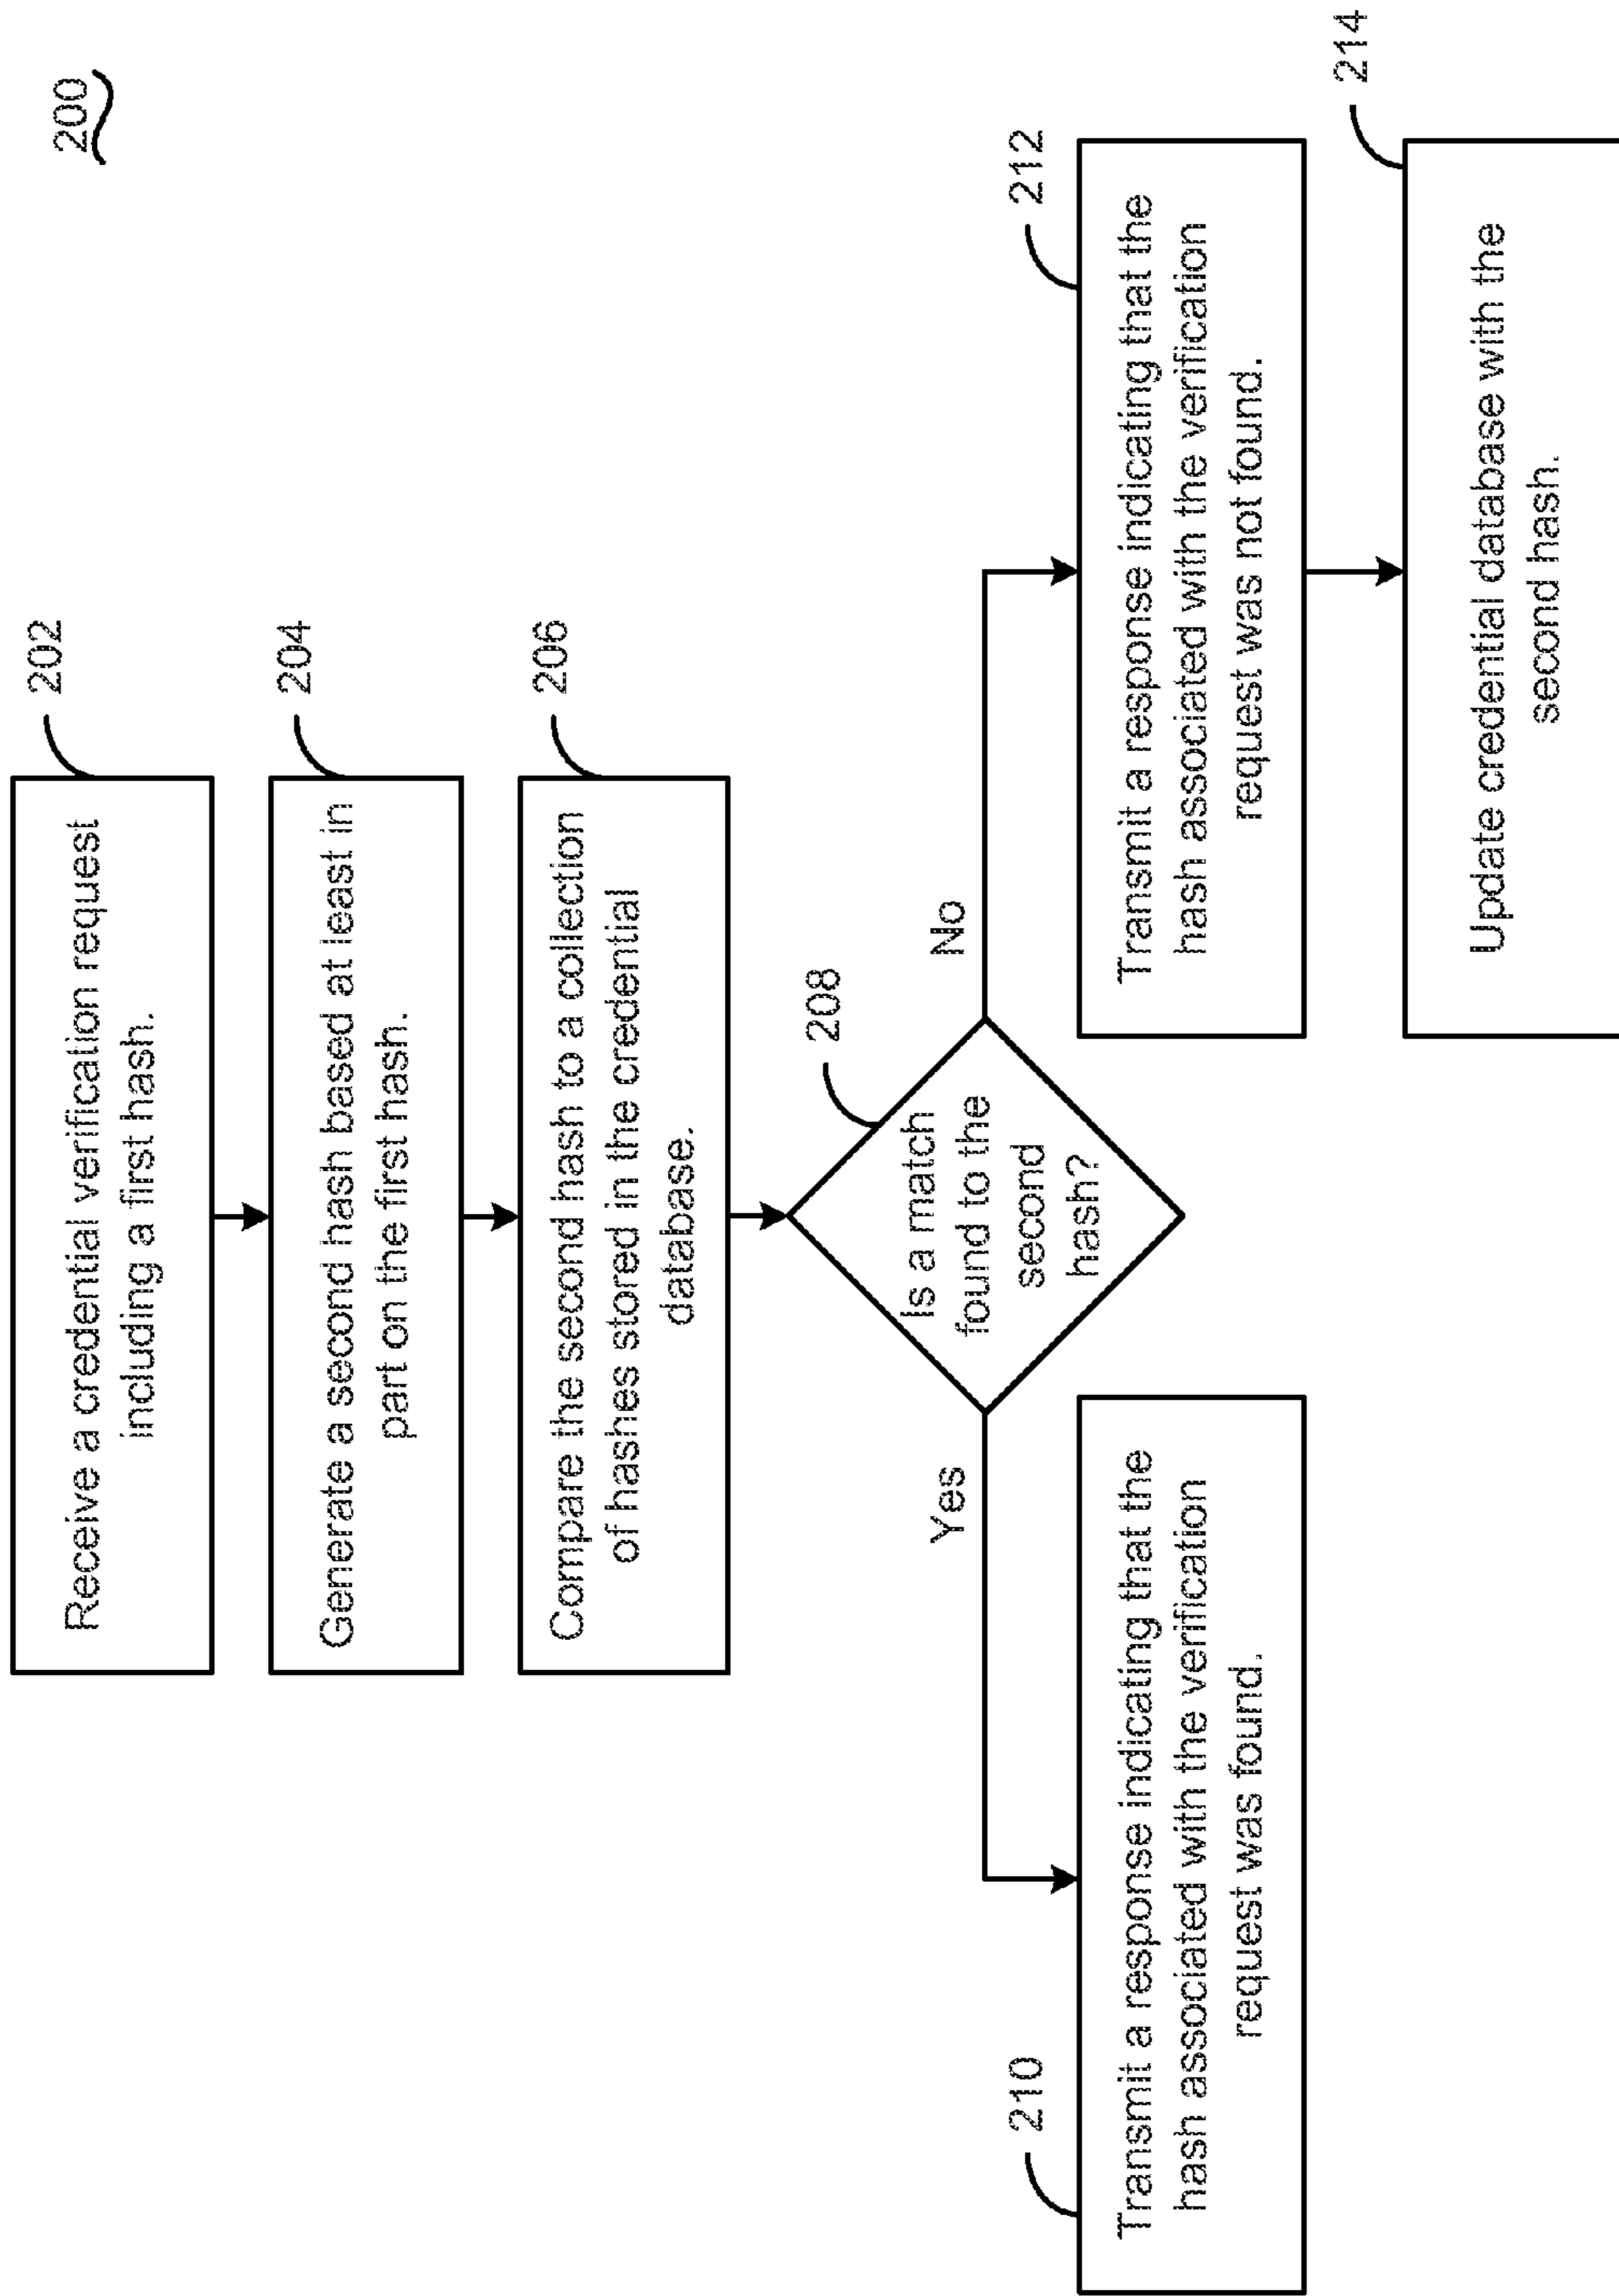 200
202
Receive a credential verification request
including a first hash.
204
Generate a second hash based at least in
part on the first hash.
206
Compare the second hash to a collection
of hashes stored in the credential
database.
208
Is a match
found to the
second
hash?
Yes
No
210
Transmit a response indicating that the
hash associated with the verification
request was found.
212
Transmit a response indicating that the
hash associated with the verification
request was not found.
214
Update credential database with the
second hash.